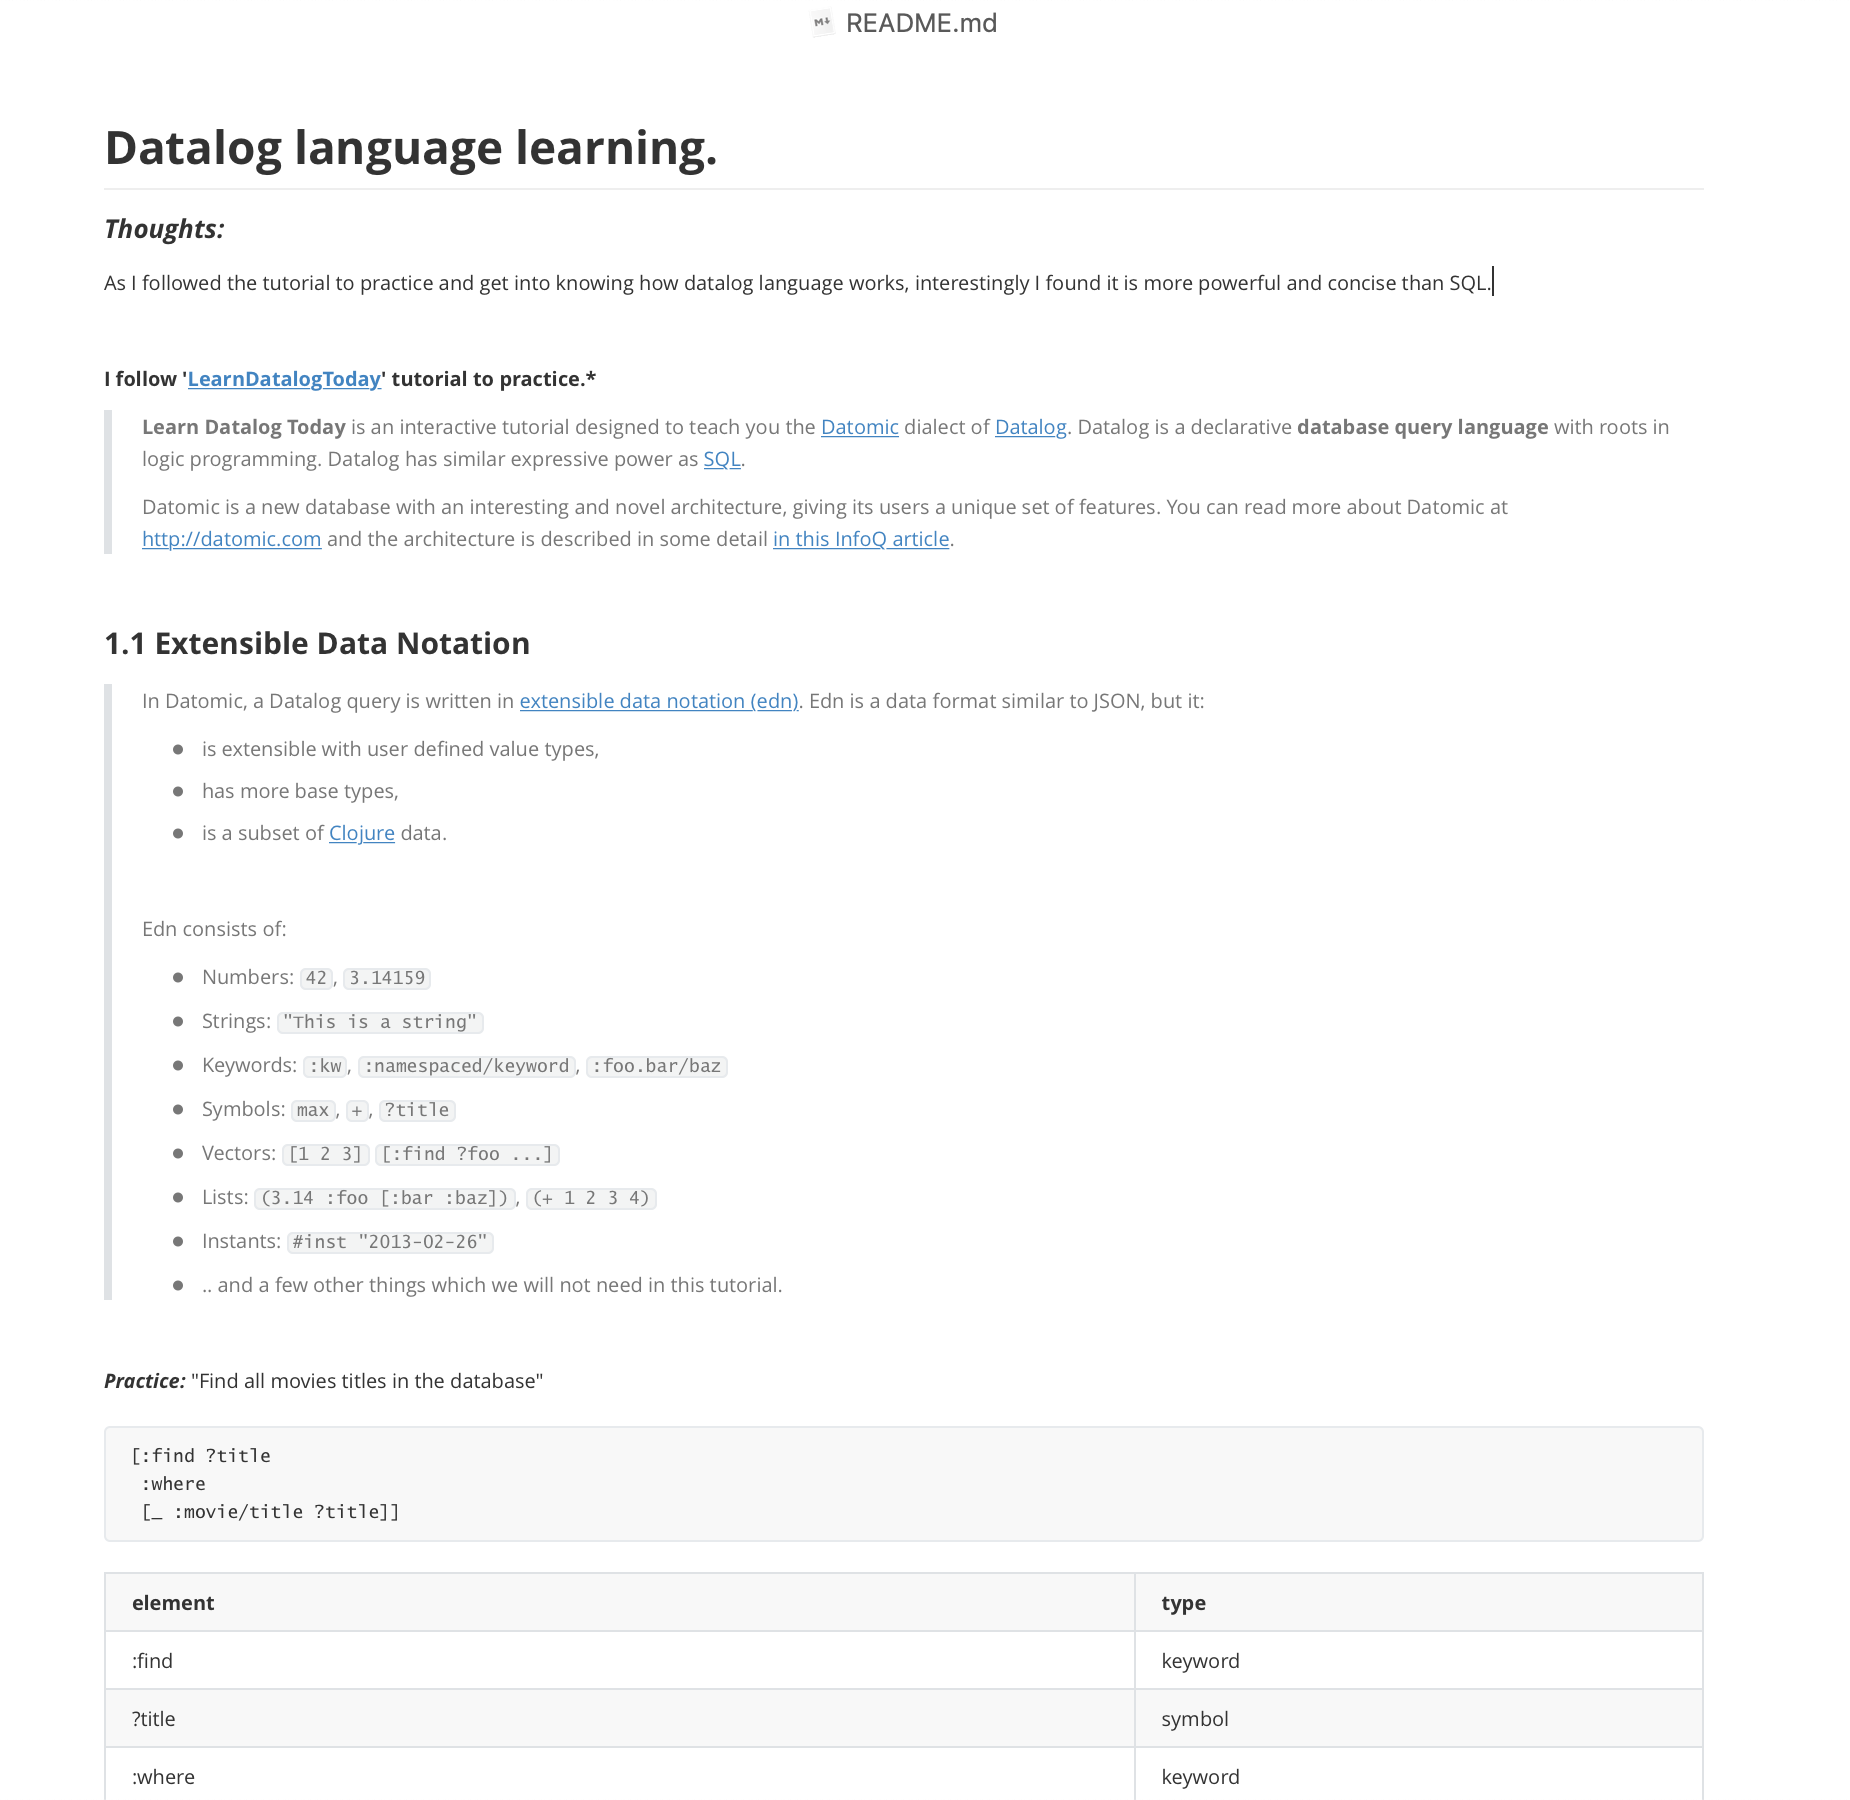 README.md
Datalog language learning.
Thoughts:
As I followed the tutorial to practice and get into knowing how datalog language works, interestingly I found it is more powerful and concise than SQL.
I follow 'LearnDatalogToday' tutorial to practice.*
Learn Datalog Today is an interactive tutorial designed to teach you the Datomic dialect of Datalog. Datalog is a declarative database query language with roots in
logic programming. Datalog has similar expressive power as SQL.
Datomic is a new database with an interesting and novel architecture, giving its users a unique set of features. You can read more about Datomic at
http://datomic.com and the architecture is described in some detail in this InfoQ article.
1.1 Extensible Data Notation
In Datomic, a Datalog query is written in extensible data notation (edn). Edn is a data format similar to JSON, but it:
● is extensible with user defined value types,
● has more base types,
● is a subset of Clojure data.
Edn consists of:
● Numbers: 42, 3.14159
● Strings: "This is a string"
● Keywords: :kw, :namespaced/keyword, :foo.bar/baz
● Symbols: max, +, ?title
● Vectors: [1 2 3] [:find ?foo ...]
● Lists: (3.14 :foo [:bar :baz]), (+ 1 2 3 4)
● Instants: #inst "2013-02-26"
● .. and a few other things which we will not need in this tutorial.
Practice: "Find all movies titles in the database"
[:find ?title
:where
[_ :movie/title ?title]]
element type
:find keyword
?title symbol
:where keyword